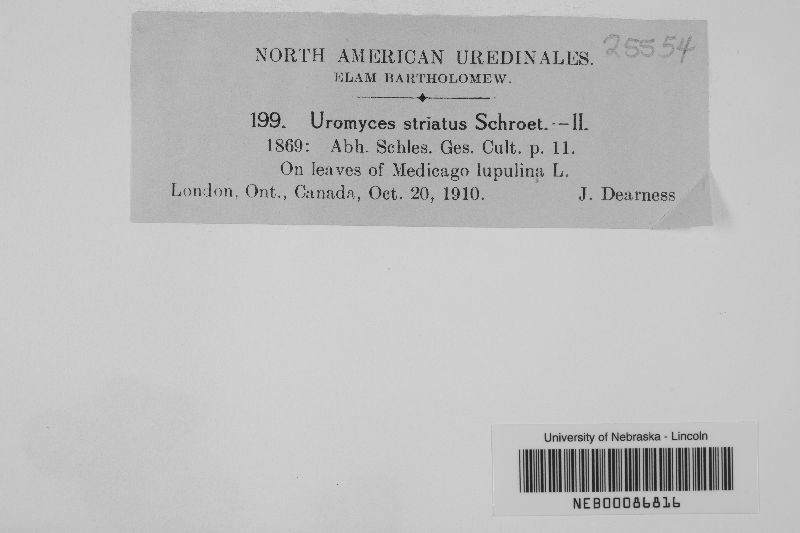 25554
NORTH AMERICAN UREDINALES.
ELAM BARTHOLOMEW.
199. Uromyces striatus Schroet.—II.
1869: Abh. Schles. Ges. Cult. p. 11.
On leaves of Medicago lupulina L.
London, Ont., Canada, Oct. 20, 1910. J. Dearness
University of Nebraska - Lincoln
NEB00086816